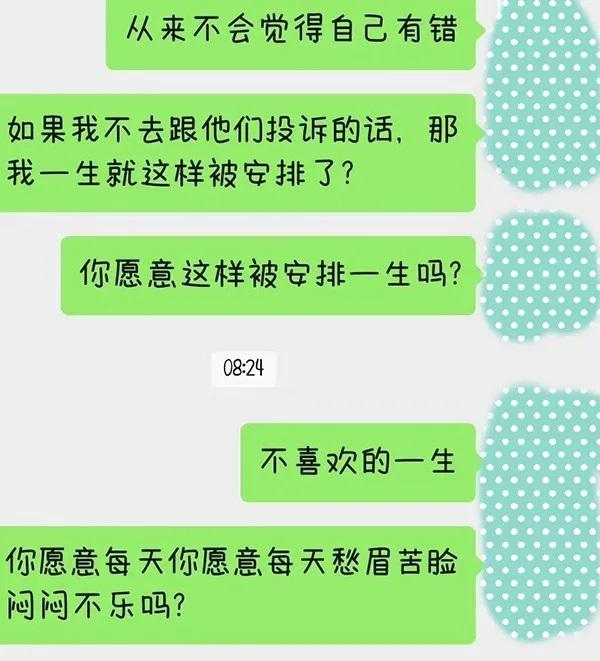 从来不会觉得自己有错
如果我不去跟他们投诉的话，那
我一生就这样被安排了？
你愿意这样被安排一生吗？
08:24
不喜欢的一生
你愿意每天你愿意每天愁眉苦脸
闷闷不乐吗？